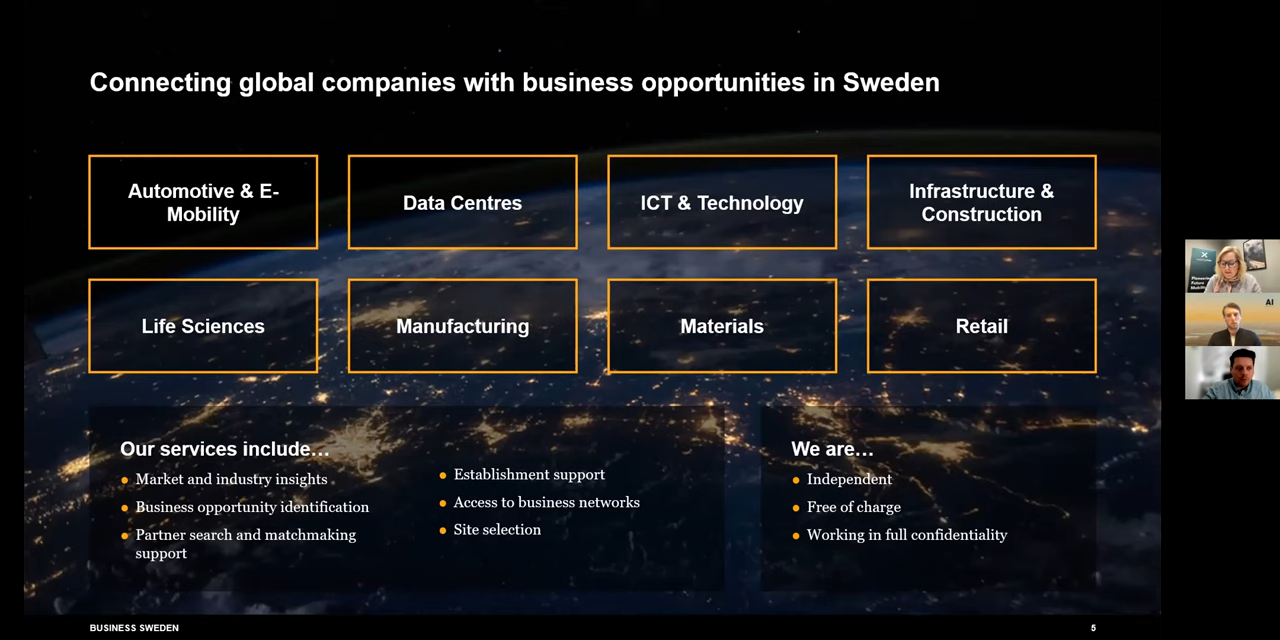 Connecting global companies with business opportunities in Sweden
Automotive & E-
Mobility
Data Centres
ICT & Technology
Infrastructure &
Construction
Life Sciences
Manufacturing
Materials
Retail
Our services include…
Market and industry insights
Business opportunity identification
Partner search and matchmaking
support
Establishment support
Access to business networks
Site selection
We are…
Independent
Free of charge
Working in full confidentiality
BUSINESS SWEDEN
5
AI